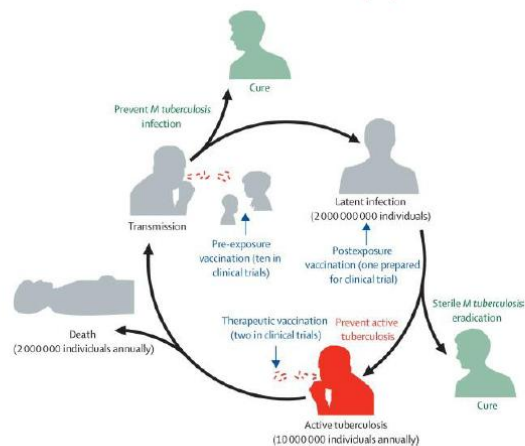 Cure
Prevent M tuberculosis
infection
Transmission
Latent infection
(2 000 000 000 individuals)
Pre-exposure
vaccination (ten in
clinical trials)
Postexposure
vaccination (one prepared
for clinical trial)
Sterile M tuberculosis
eradication
Therapeutic vaccination
(two in clinical trials)
Prevent active
tuberculosis
Death
(2 000 000 individuals annually)
Cure
Active tuberculosis
(10 000 000 individuals annually)